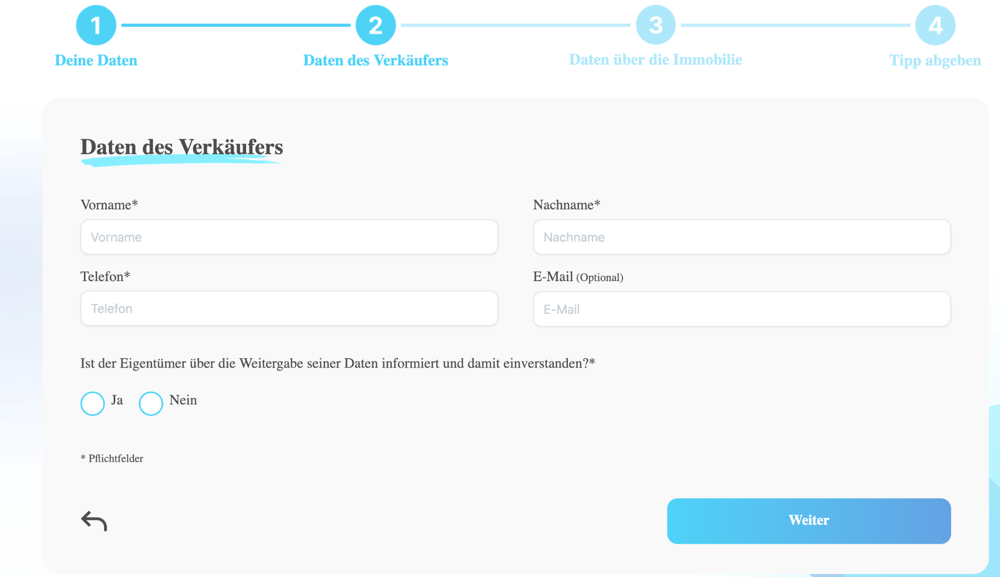 1
2
3
4
Deine Daten
Daten des Verkäufers
Daten über die Immobilie
Tipp abgeben
Daten des Verkäufers
Vorname*
Nachname*
Vorname
Nachname
Telefon*
E-Mail (Optional)
Telefon
E-Mail
Ist der Eigentümer über die Weitergabe seiner Daten informiert und damit einverstanden?*
Ja
Nein
* Pflichtfelder
Weiter